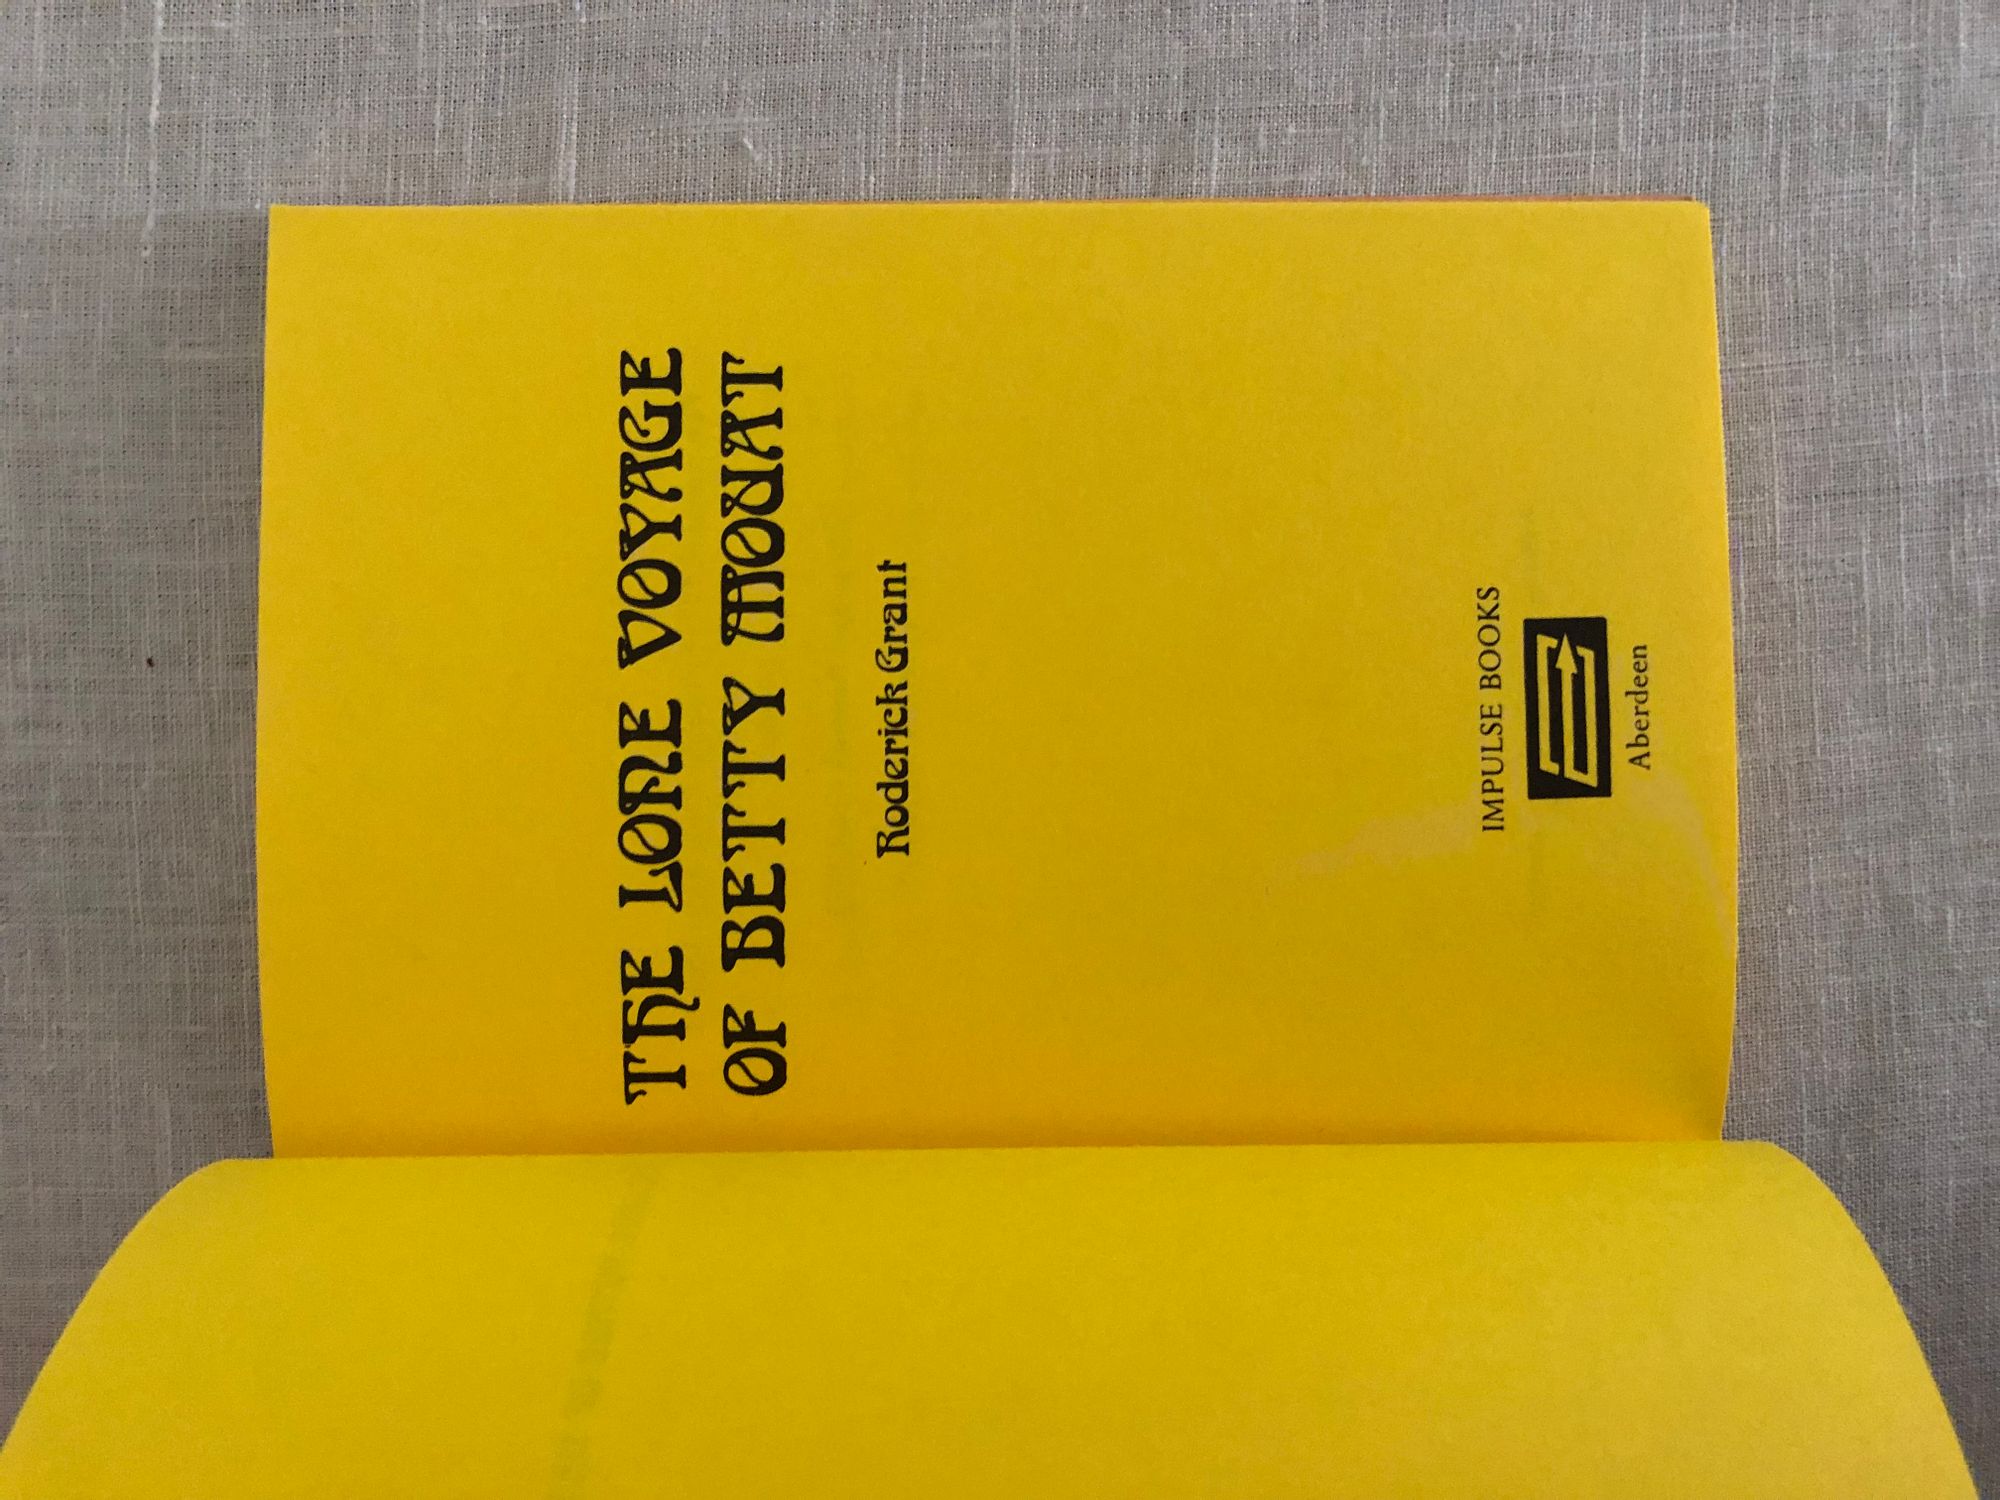 THE LONE VOYAGE
OF BETTY MOUAT
Roderick Grant
IMPULSE BOOKS
Aberdeen